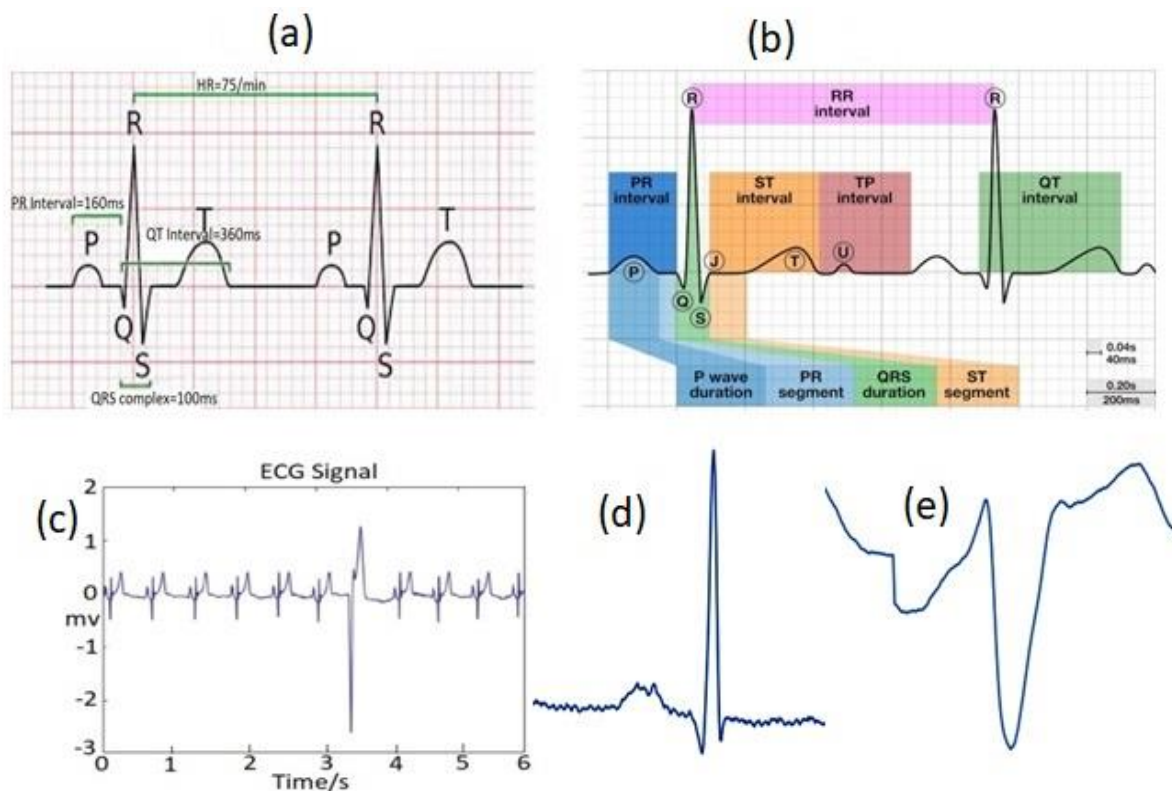 (a)
HR=75/min
R
R
PR Interval=160ms
T
T
QT Interval=360ms
P
P
Q
Q
S
S
QRS complex=100ms
(b)
R
R
RR
interval
PR
interval
ST
interval
TP
interval
QT
interval
P
J
T
U
Q
S
0.04s
40ms
P wave
duration
PR
segment
QRS
duration
ST
segment
0.20s
200ms
ECG Signal
(c)
2
1
0
mv
-1
-2
-3
0
1
2
3
4
5
6
Time/s
(d)
(e)